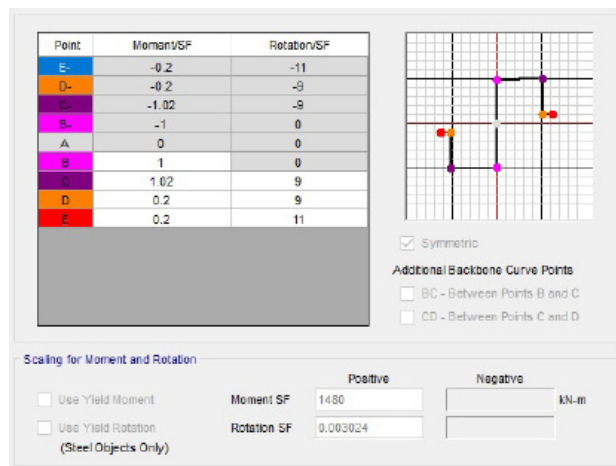 Point Moment/SF Rotation/SF
E- -0.2 -11
D- -0.2 -9
C- -1.02 -9
B- -1 0
A 0 0
B 1 0
C 1.02 9
D 0.2 9
E 0.2 11
Symmetric
Additional Backbone Curve Points
BC - Between Points B and C
CD - Between Points C and D
Scaling for Moment and Rotation
Positive Negative
Use Yield Moment Moment SF 1480 kN-m
Use Yield Rotation Rotation SF 0.003024
(Steel Objects Only)